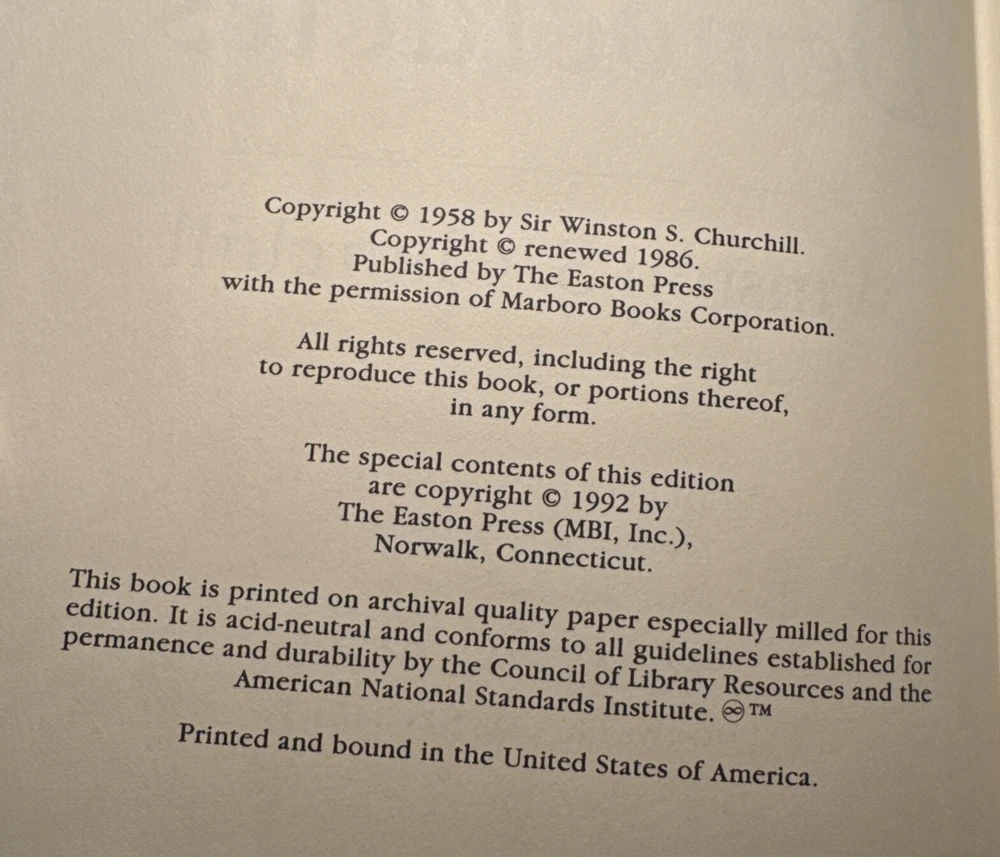 Copyright © 1958 by Sir Winston S. Churchill.
Copyright © renewed 1986.
Published by The Easton Press
with the permission of Marboro Books Corporation.
All rights reserved, including the right
to reproduce this book, or portions thereof,
in any form.
The special contents of this edition
are copyright © 1992 by
The Easton Press (MBI, Inc.),
Norwalk, Connecticut.
This book is printed on archival quality paper especially milled for this
edition. It is acid-neutral and conforms to all guidelines established for
permanence and durability by the Council of Library Resources and the
American National Standards Institute. ♾™
Printed and bound in the United States of America.